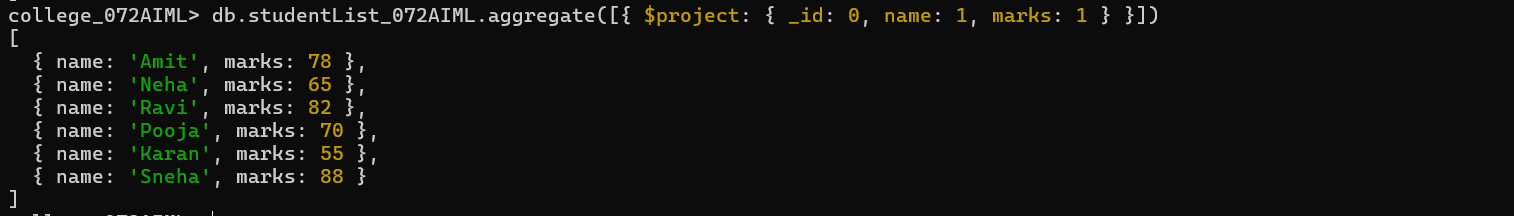 college_072AIML> db.studentList_072AIML.aggregate([{ $project: { _id: 0, name: 1, marks: 1 } }])
[
  { name: 'Amit', marks: 78 },
  { name: 'Neha', marks: 65 },
  { name: 'Ravi', marks: 82 },
  { name: 'Pooja', marks: 70 },
  { name: 'Karan', marks: 55 },
  { name: 'Sneha', marks: 88 }
]